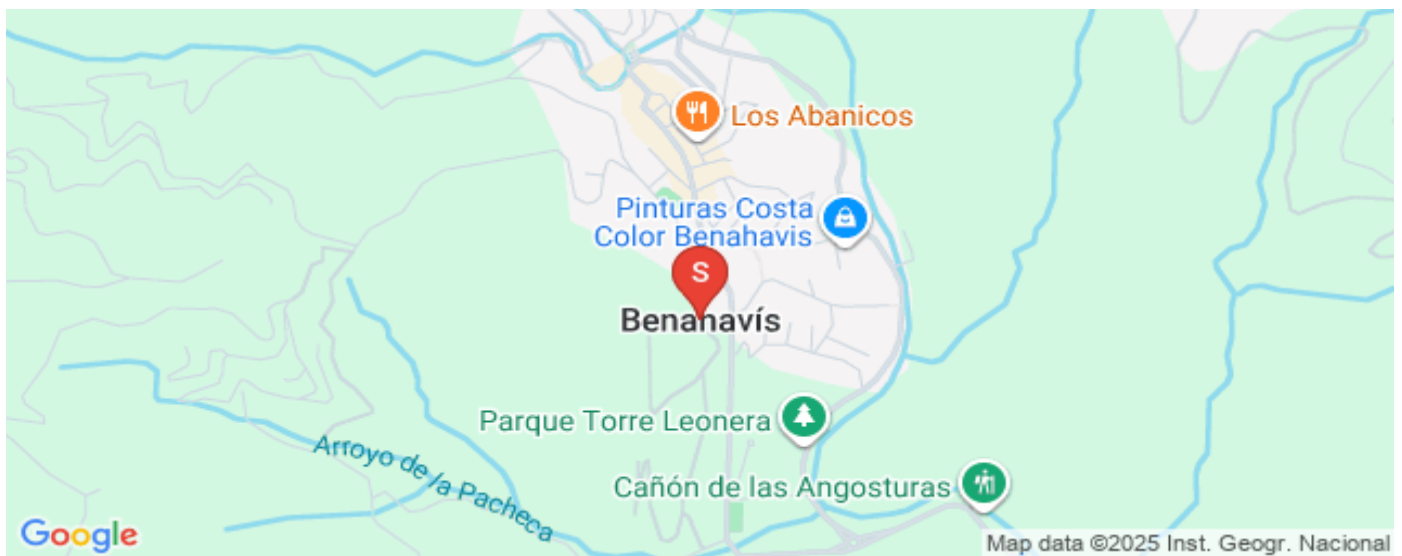 Los Abanicos
Pinturas Costa
Color Benahavis
S
Benahavís
Parque Torre Leonera
Arroyo de la Pacheca
Cañón de las Angosturas
Google
Map data ©2025 Inst. Geogr. Nacional